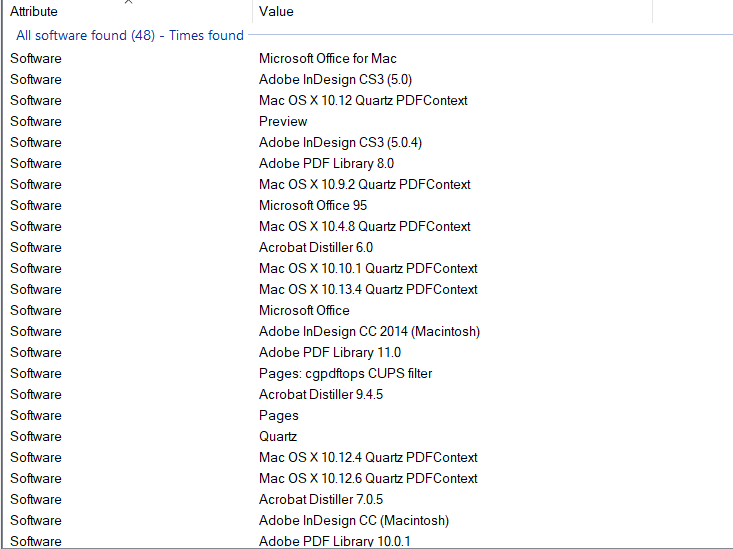 Attribute Value
All software found (48) - Times found
Software Microsoft Office for Mac
Software Adobe InDesign CS3 (5.0)
Software Mac OS X 10.12 Quartz PDFContext
Software Preview
Software Adobe InDesign CS3 (5.0.4)
Software Adobe PDF Library 8.0
Software Mac OS X 10.9.2 Quartz PDFContext
Software Microsoft Office 95
Software Mac OS X 10.4.8 Quartz PDFContext
Software Acrobat Distiller 6.0
Software Mac OS X 10.10.1 Quartz PDFContext
Software Mac OS X 10.13.4 Quartz PDFContext
Software Microsoft Office
Software Adobe InDesign CC 2014 (Macintosh)
Software Adobe PDF Library 11.0
Software Pages: cgpdftops CUPS filter
Software Acrobat Distiller 9.4.5
Software Pages
Software Quartz
Software Mac OS X 10.12.4 Quartz PDFContext
Software Mac OS X 10.12.6 Quartz PDFContext
Software Acrobat Distiller 7.0.5
Software Adobe InDesign CC (Macintosh)
Software Adobe PDF Library 10.0.1